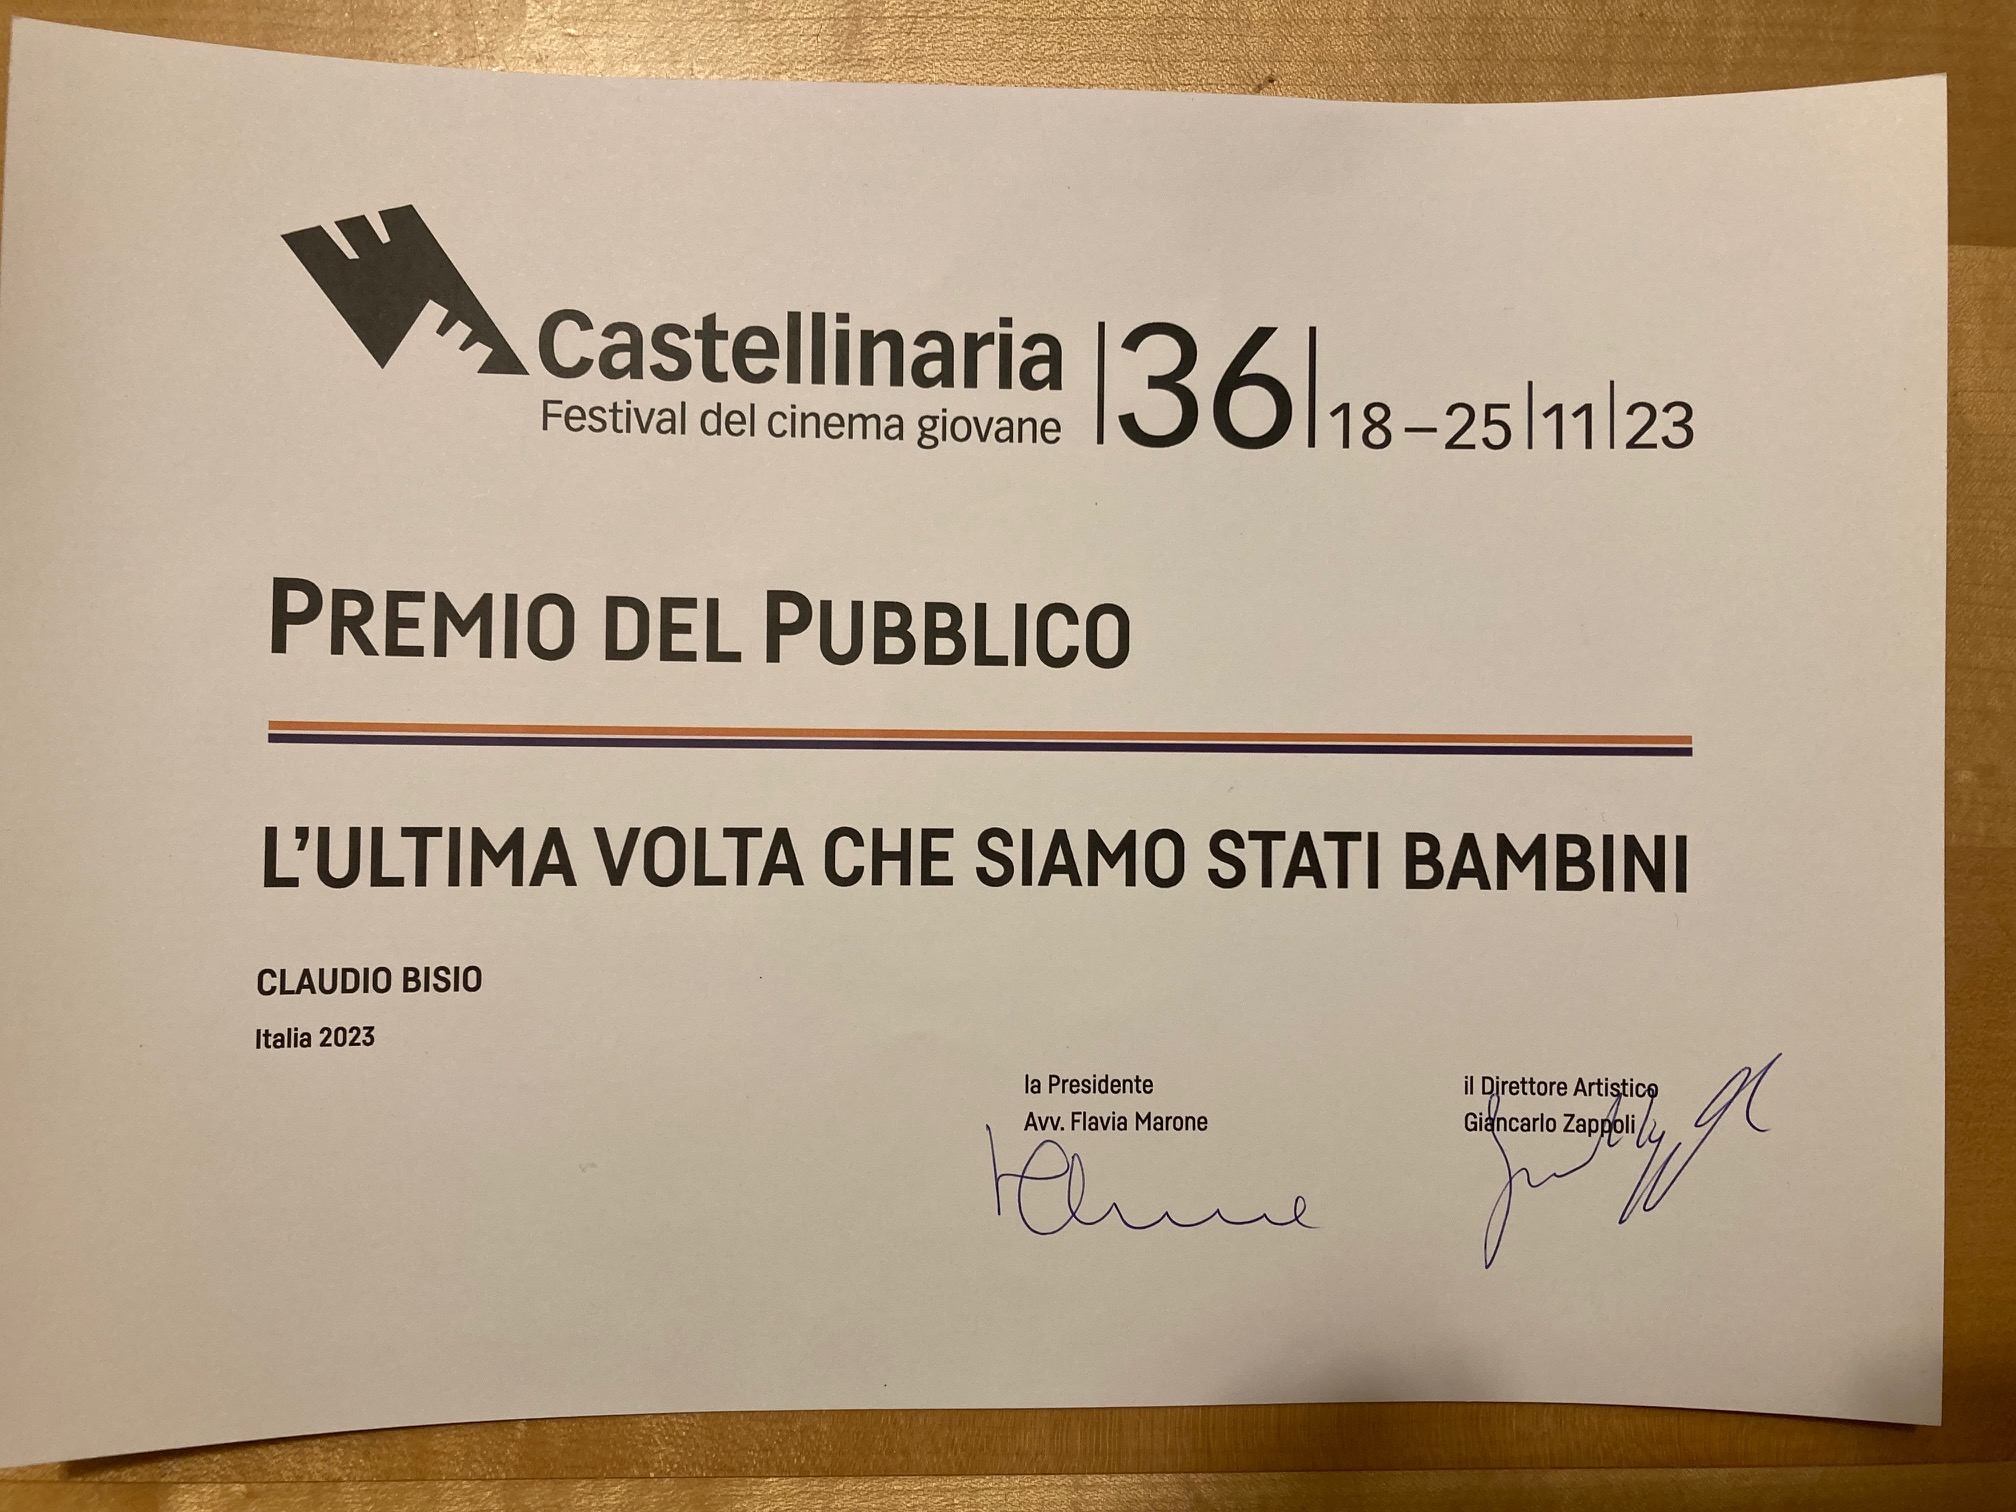 Castellinaria |36| 18–25|11|23
Festival del cinema giovane
PREMIO DEL PUBBLICO
L'ULTIMA VOLTA CHE SIAMO STATI BAMBINI
CLAUDIO BISIO
Italia 2023
la Presidente
Avv. Flavia Marone
il Direttore Artistico
Giancarlo Zappoli